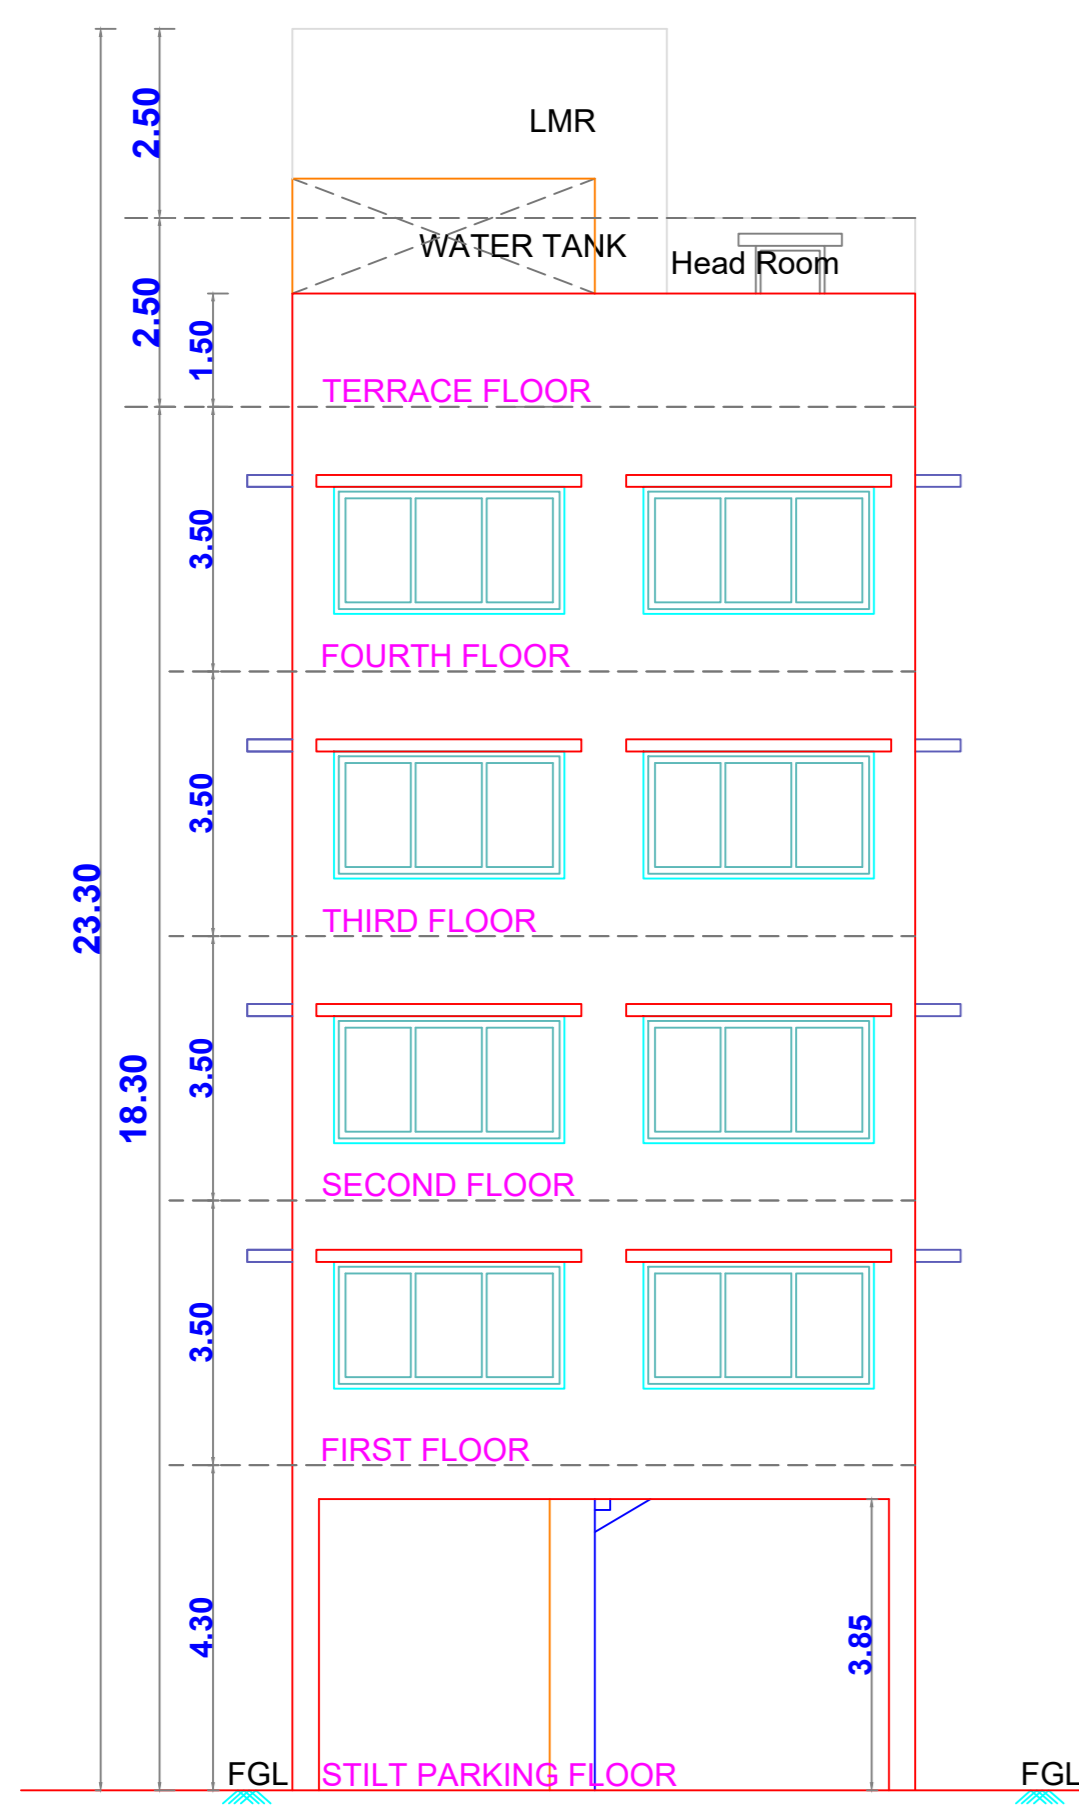 2.50
LMR
WATER TANK
Head Room
2.50
1.50
TERRACE FLOOR
3.50
FOURTH FLOOR
3.50
THIRD FLOOR
23.30
18.30
3.50
SECOND FLOOR
3.50
FIRST FLOOR
4.30
3.85
FGL
STILT PARKING FLOOR
FGL